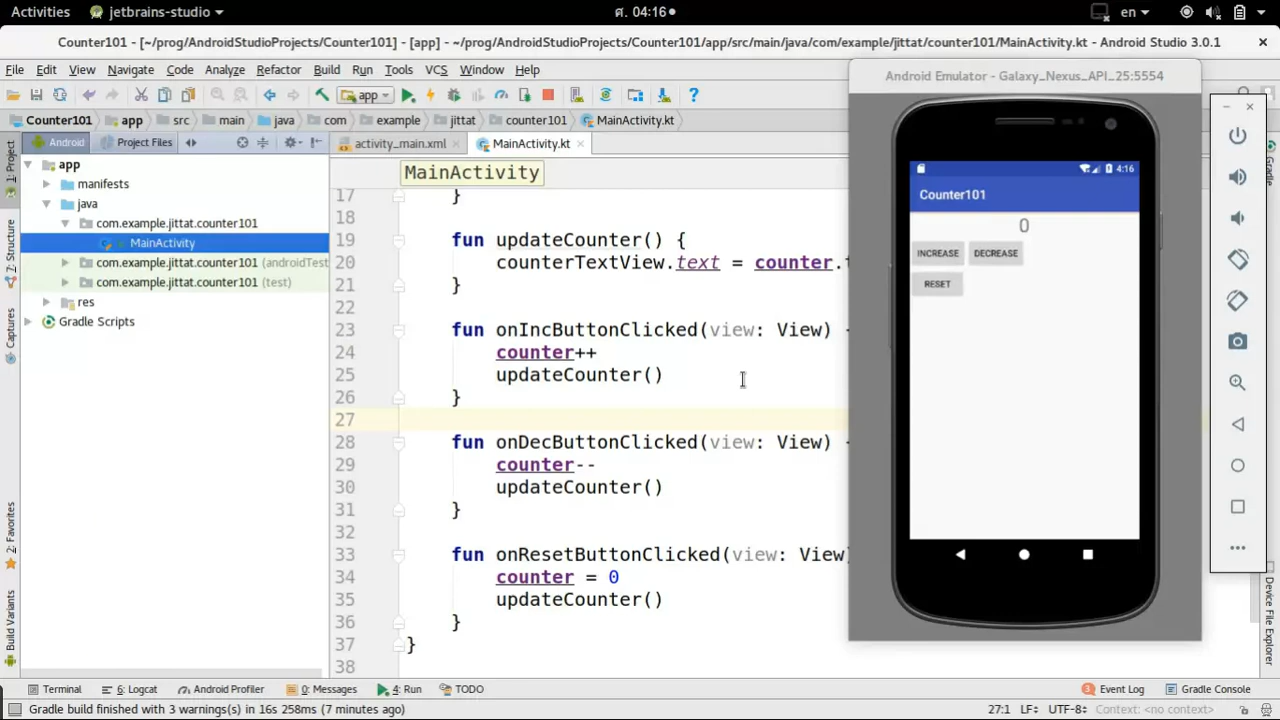 Activities jetbrains-studio ศ. 04:16 en
Counter101 - [~/prog/AndroidStudioProjects/Counter101] - [app] - ~/prog/AndroidStudioProjects/Counter101/app/src/main/java/com/example/jittat/counter101/MainActivity.kt - Android Studio 3.0.1
File Edit View Navigate Code Analyze Refactor Build Run Tools VCS Window Help
Android Emulator - Galaxy_Nexus_API_25:5554
app
Counter101 app src main java com example jittat counter101 MainActivity.kt
Android Project Files activity_main.xml MainActivity.kt
1: Project
7: Structure
Captures
2: Favorites
Build Variants
app
manifests
java
com.example.jittat.counter101
MainActivity
com.example.jittat.counter101 (androidTest
com.example.jittat.counter101 (test)
res
Gradle Scripts
MainActivity
17 }
18
19 fun updateCounter() {
20 counterTextView.text = counter.t
21 }
22
23 fun onIncButtonClicked(view: View) {
24 counter++
25 updateCounter()
26 }
27
28 fun onDecButtonClicked(view: View) {
29 counter--
30 updateCounter()
31 }
32
33 fun onResetButtonClicked(view: View)
34 counter = 0
35 updateCounter()
36 }
37 }
38
4:16
Counter101
0
INCREASE DECREASE
RESET
Gradle
Device File Explorer
Terminal 6: Logcat Android Profiler 0: Messages 4: Run TODO 3 Event Log Gradle Console
Gradle build finished with 3 warnings(s) in 16s 258ms (7 minutes ago) 27:1 LF÷ UTF-8÷ Context: <no context>